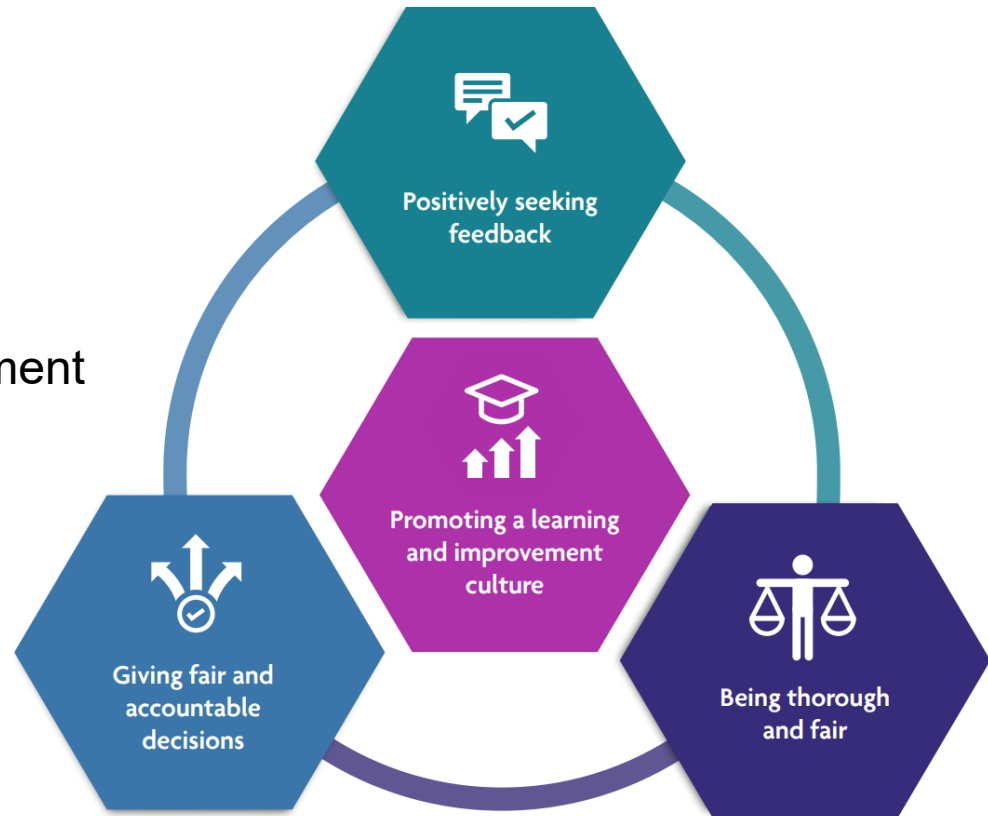 Positively seeking
feedback
ment
Promoting a learning
and improvement
culture
Giving fair and
accountable
decisions
Being thorough
and fair